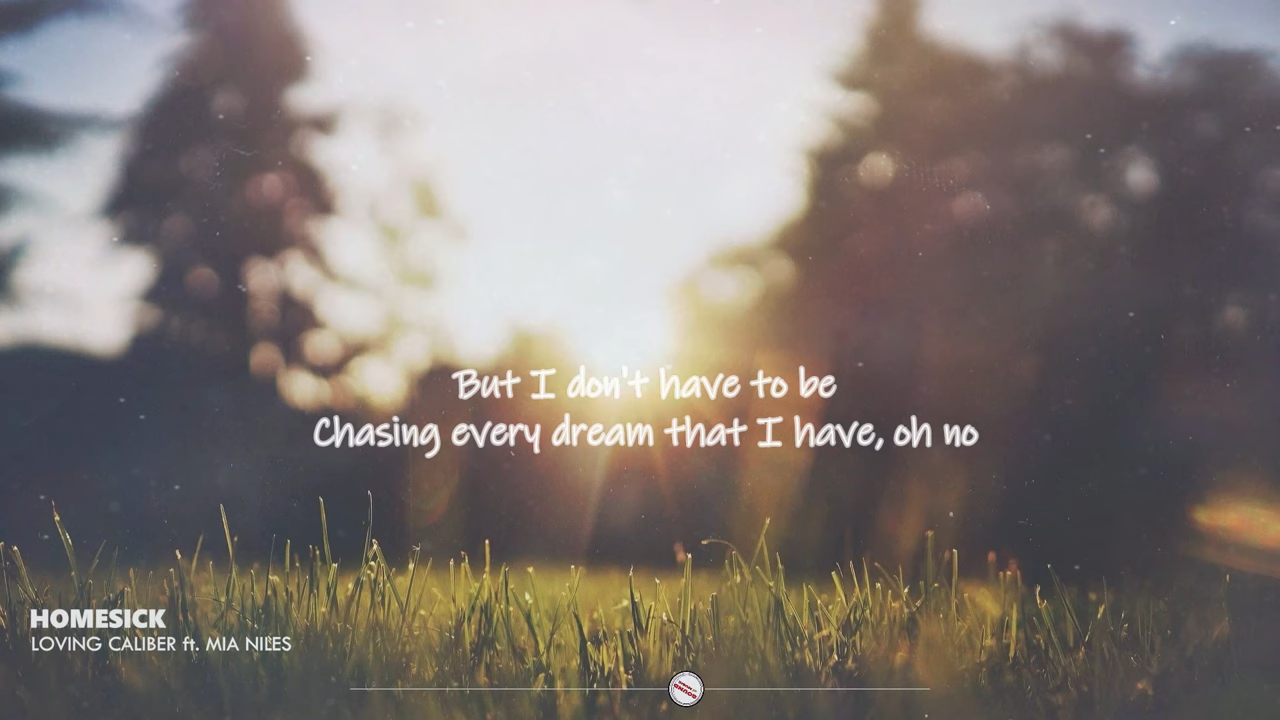 But I don't have to be
Chasing every dream that I have, oh no
HOMESICK
LOVING CALIBER ft. MIA NILES